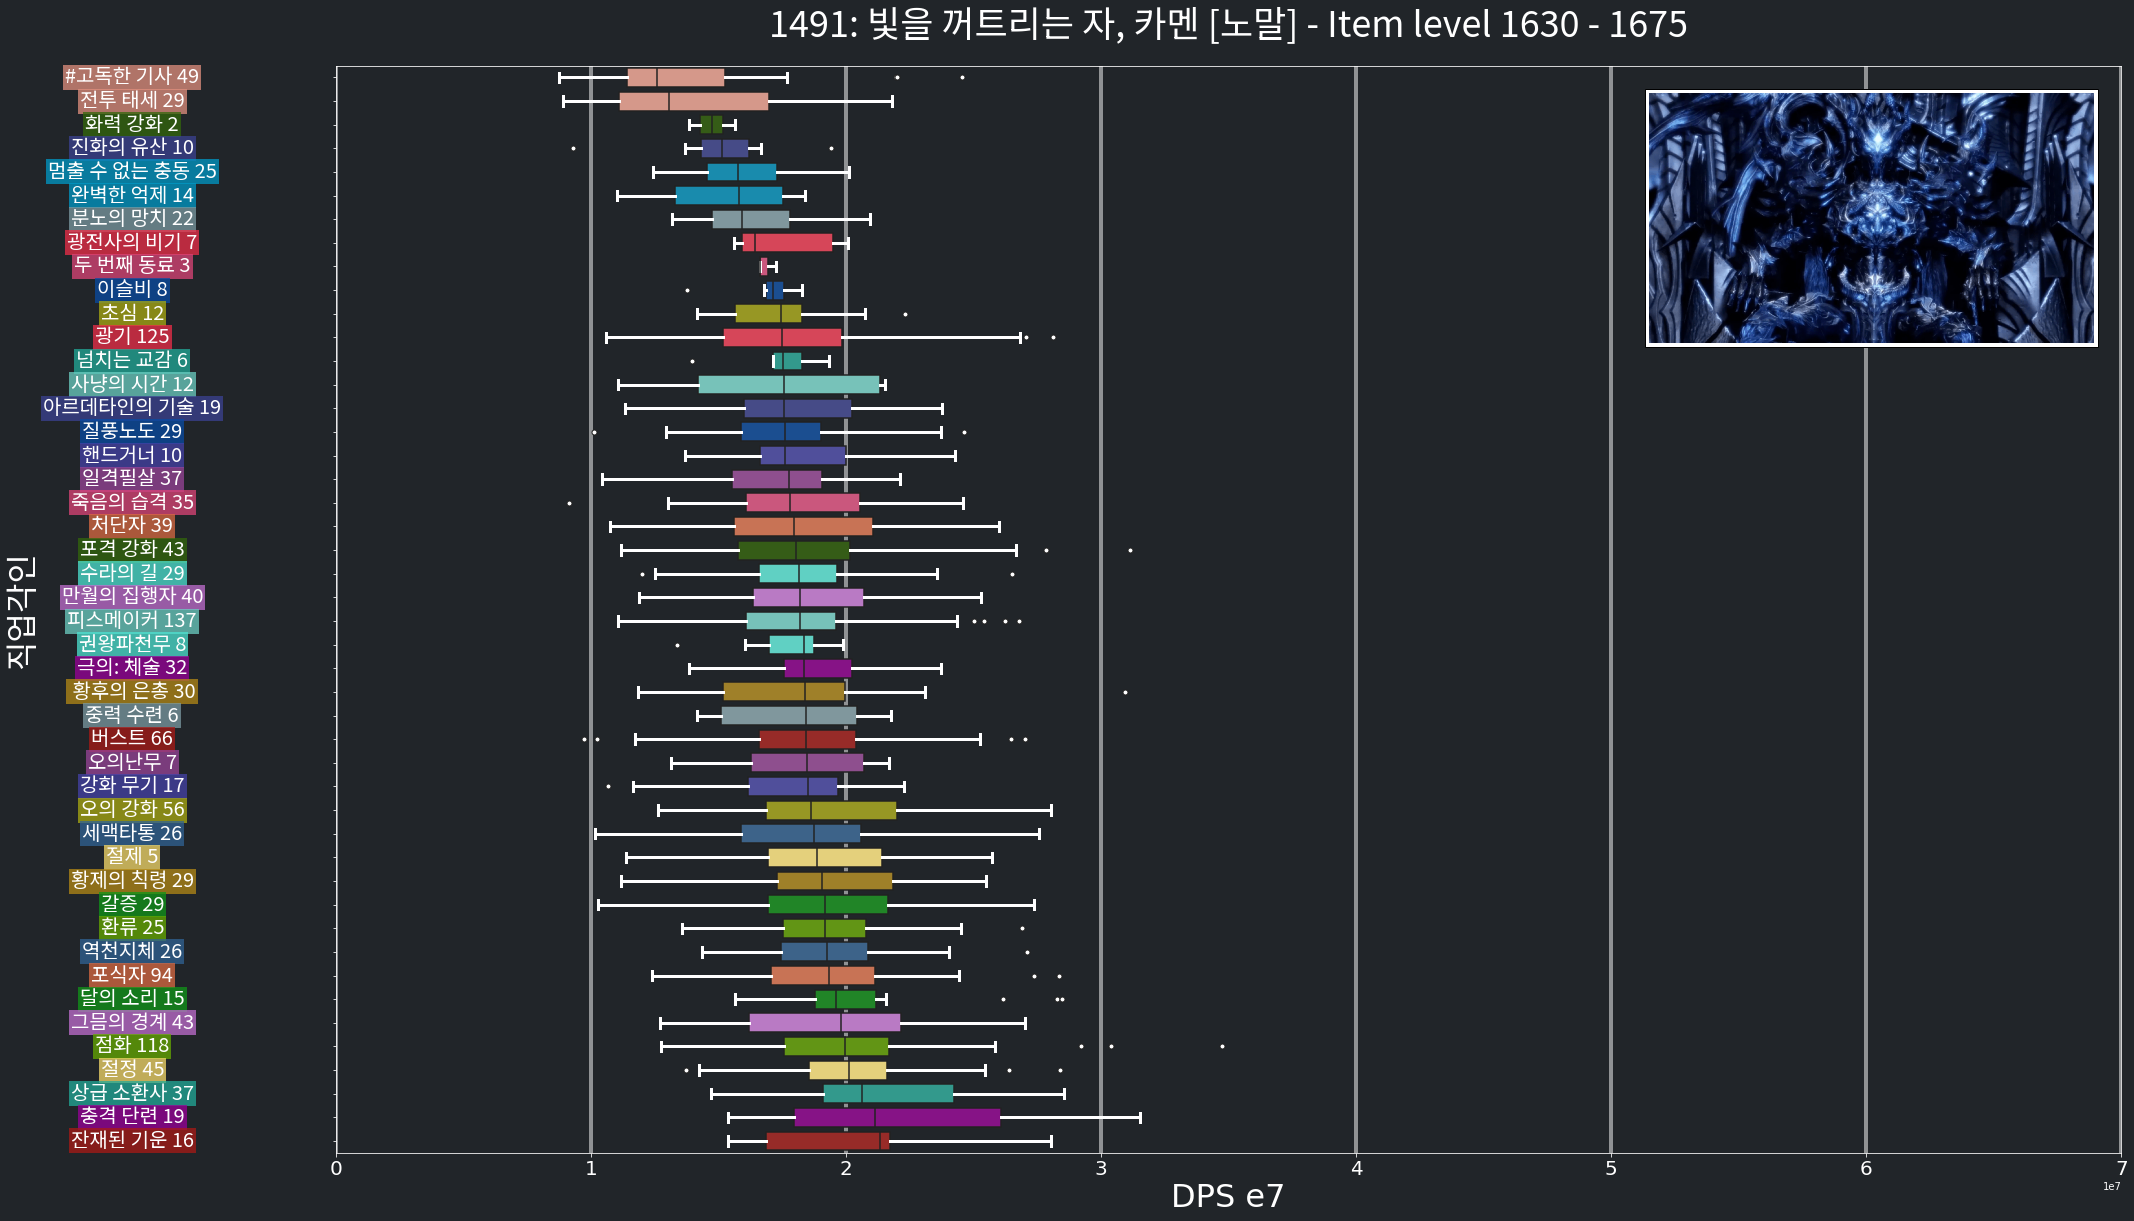 1491: 빛을 꺼트리는 자, 카멘 [노말] - Item level 1630 - 1675
직업각인
#고독한 기사 49
전투 태세 29
화력 강화 2
진화의 유산 10
멈출 수 없는 충동 25
완벽한 억제 14
분노의 망치 22
광전사의 비기 7
두 번째 동료 3
이슬비 8
초심 12
광기 125
넘치는 교감 6
사냥의 시간 12
아르데타인의 기술 19
질풍노도 29
핸드거너 10
일격필살 37
죽음의 습격 35
처단자 39
포격 강화 43
수라의 길 29
만월의 집행자 40
피스메이커 137
권왕파천무 8
극의: 체술 32
황후의 은총 30
중력 수련 6
버스트 66
오의난무 7
강화 무기 17
오의 강화 56
세맥타통 26
절제 5
황제의 칙령 29
갈증 29
환류 25
역천지체 26
포식자 94
달의 소리 15
그믐의 경계 43
점화 118
절정 45
상급 소환사 37
충격 단련 19
잔재된 기운 16
0 1 2 3 4 5 6 7
1e7
DPS e7